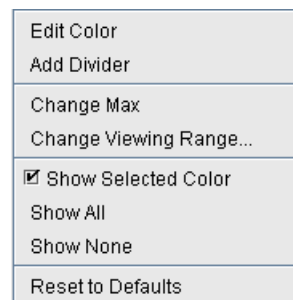 Edit Color
Add Divider
Change Max
Change Viewing Range...
Show Selected Color
Show All
Show None
Reset to Defaults